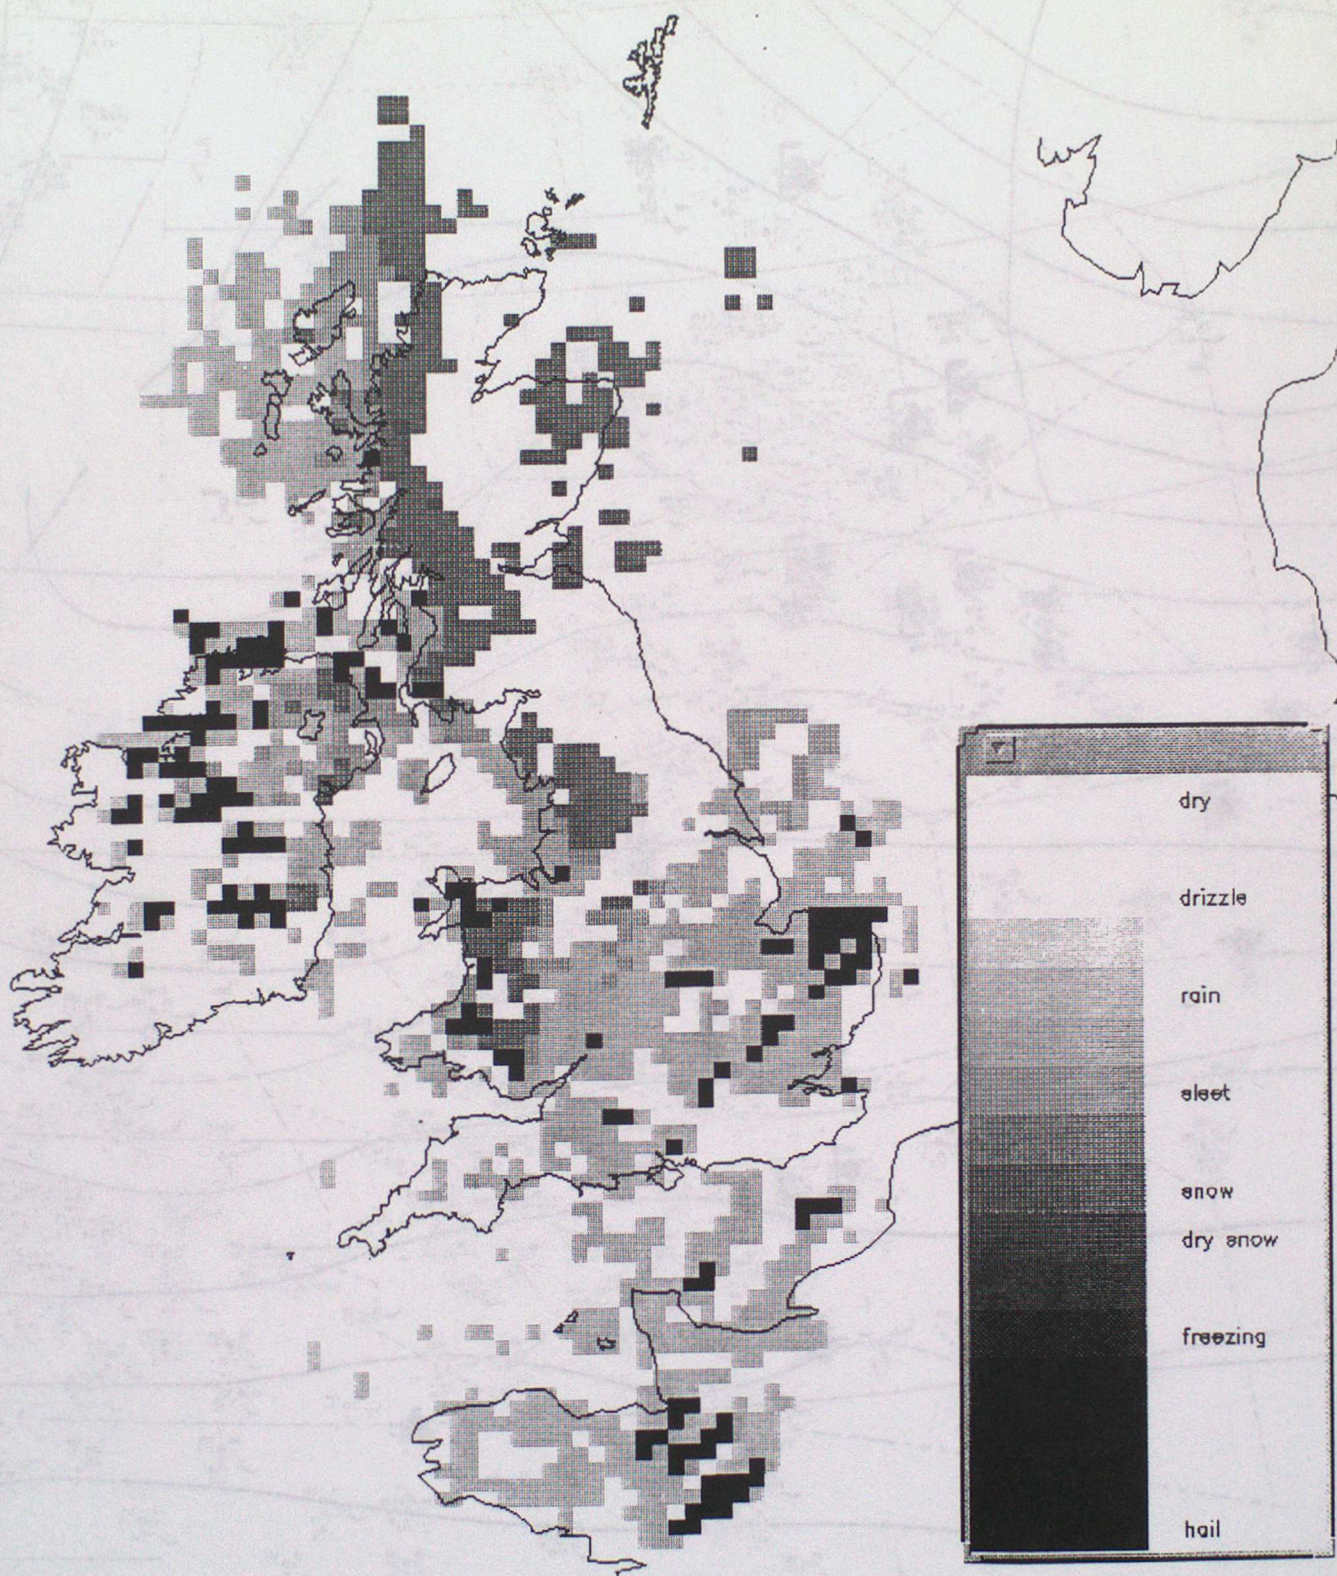 dry
drizzle
rain
sleet
snow
dry snow
freezing
hail